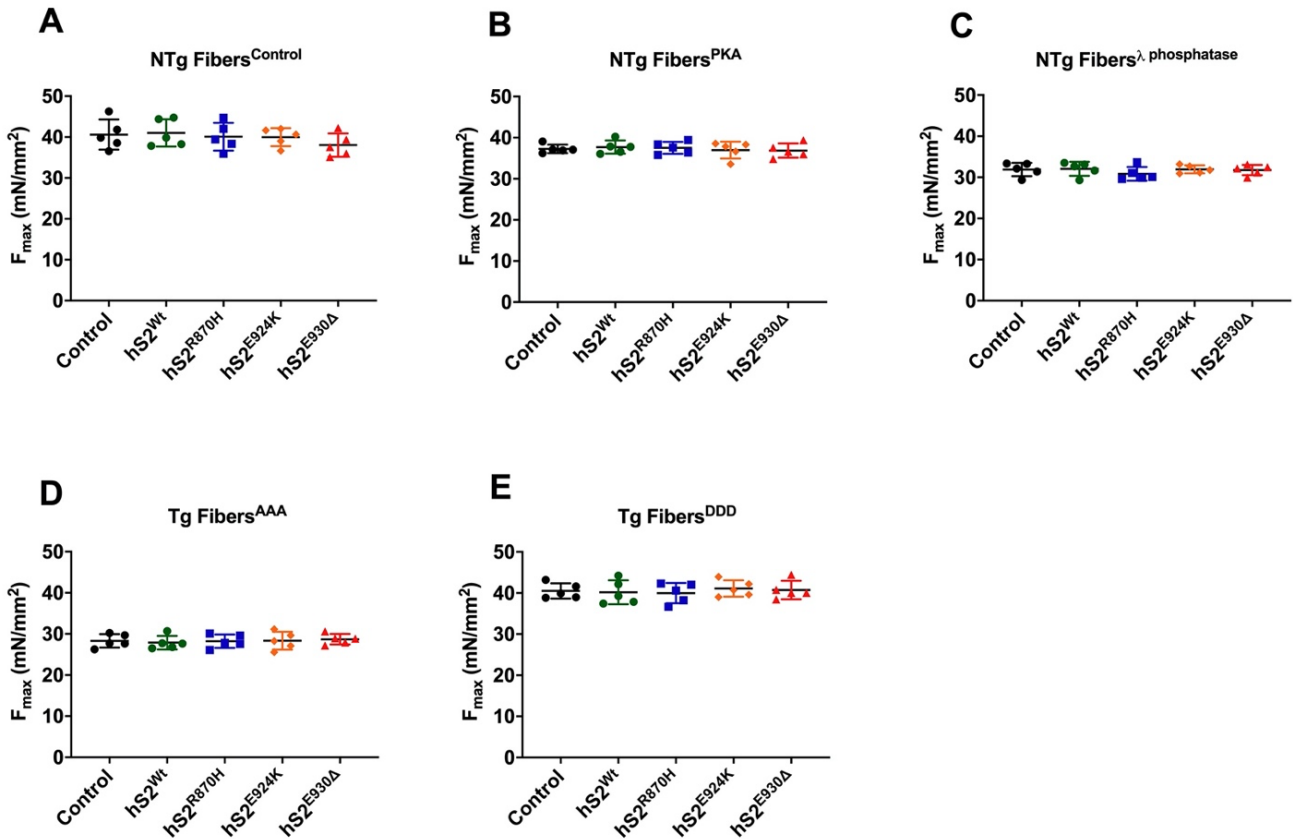 A
NTg Fibers^Control
F_max (mN/mm²)
50
40
30
20
10
0
Control
hS2^Wt
hS2^R870H
hS2^E924K
hS2^E930Δ
B
NTg Fibers^PKA
F_max (mN/mm²)
50
40
30
20
10
0
Control
hS2^Wt
hS2^R870H
hS2^E924K
hS2^E930Δ
C
NTg Fibers^λ phosphatase
F_max (mN/mm²)
50
40
30
20
10
0
Control
hS2^Wt
hS2^R870H
hS2^E924K
hS2^E930Δ
D
Tg Fibers^AAA
F_max (mN/mm²)
50
40
30
20
10
0
Control
hS2^Wt
hS2^R870H
hS2^E924K
hS2^E930Δ
E
Tg Fibers^DDD
F_max (mN/mm²)
50
40
30
20
10
0
Control
hS2^Wt
hS2^R870H
hS2^E924K
hS2^E930Δ